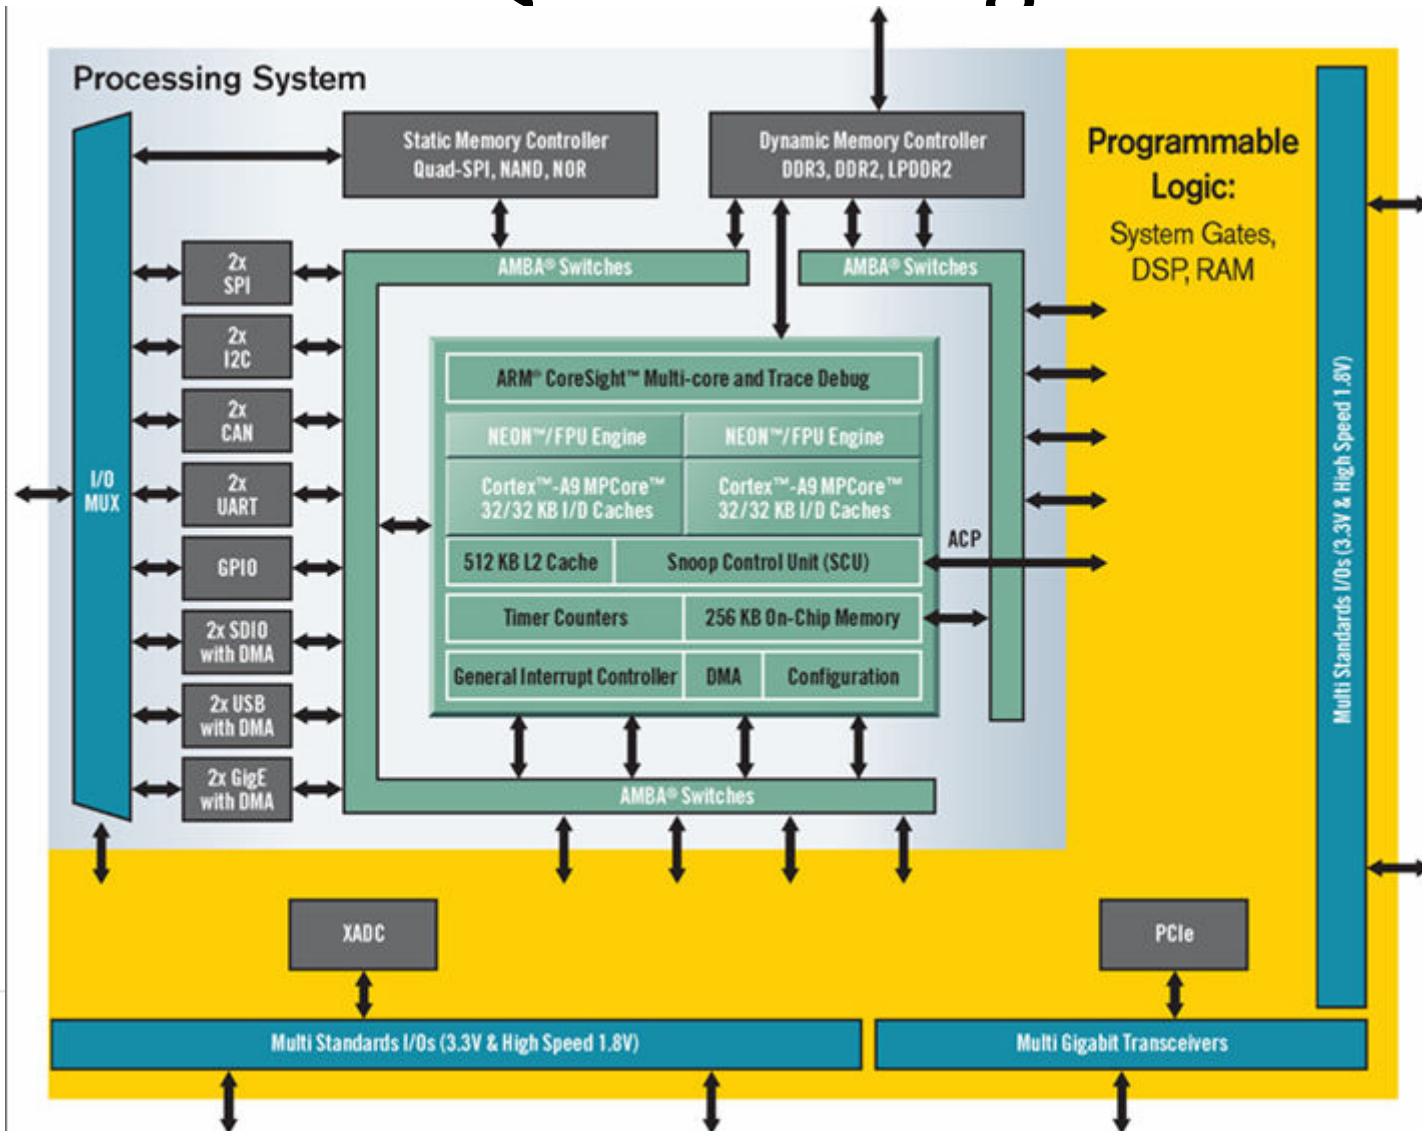 Processing System
Static Memory Controller
Quad-SPI, NAND, NOR
Dynamic Memory Controller
DDR3, DDR2, LPDDR2
Programmable
Logic:
System Gates,
DSP, RAM
AMBA® Switches
AMBA® Switches
2x
SPI
2x
I2C
2x
CAN
2x
UART
GPIO
2x SDIO
with DMA
2x USB
with DMA
2x GigE
with DMA
I/O
MUX
ARM® CoreSight™ Multi-core and Trace Debug
NEON™/FPU Engine
NEON™/FPU Engine
Cortex™-A9 MPCore™
32/32 KB I/D Caches
Cortex™-A9 MPCore™
32/32 KB I/D Caches
512 KB L2 Cache
Snoop Control Unit (SCU)
ACP
Timer Counters
256 KB On-Chip Memory
General Interrupt Controller
DMA
Configuration
AMBA® Switches
Multi Standards I/Os (3.3V & High Speed 1.8V)
XADC
PCIe
Multi Standards I/Os (3.3V & High Speed 1.8V)
Multi Gigabit Transceivers